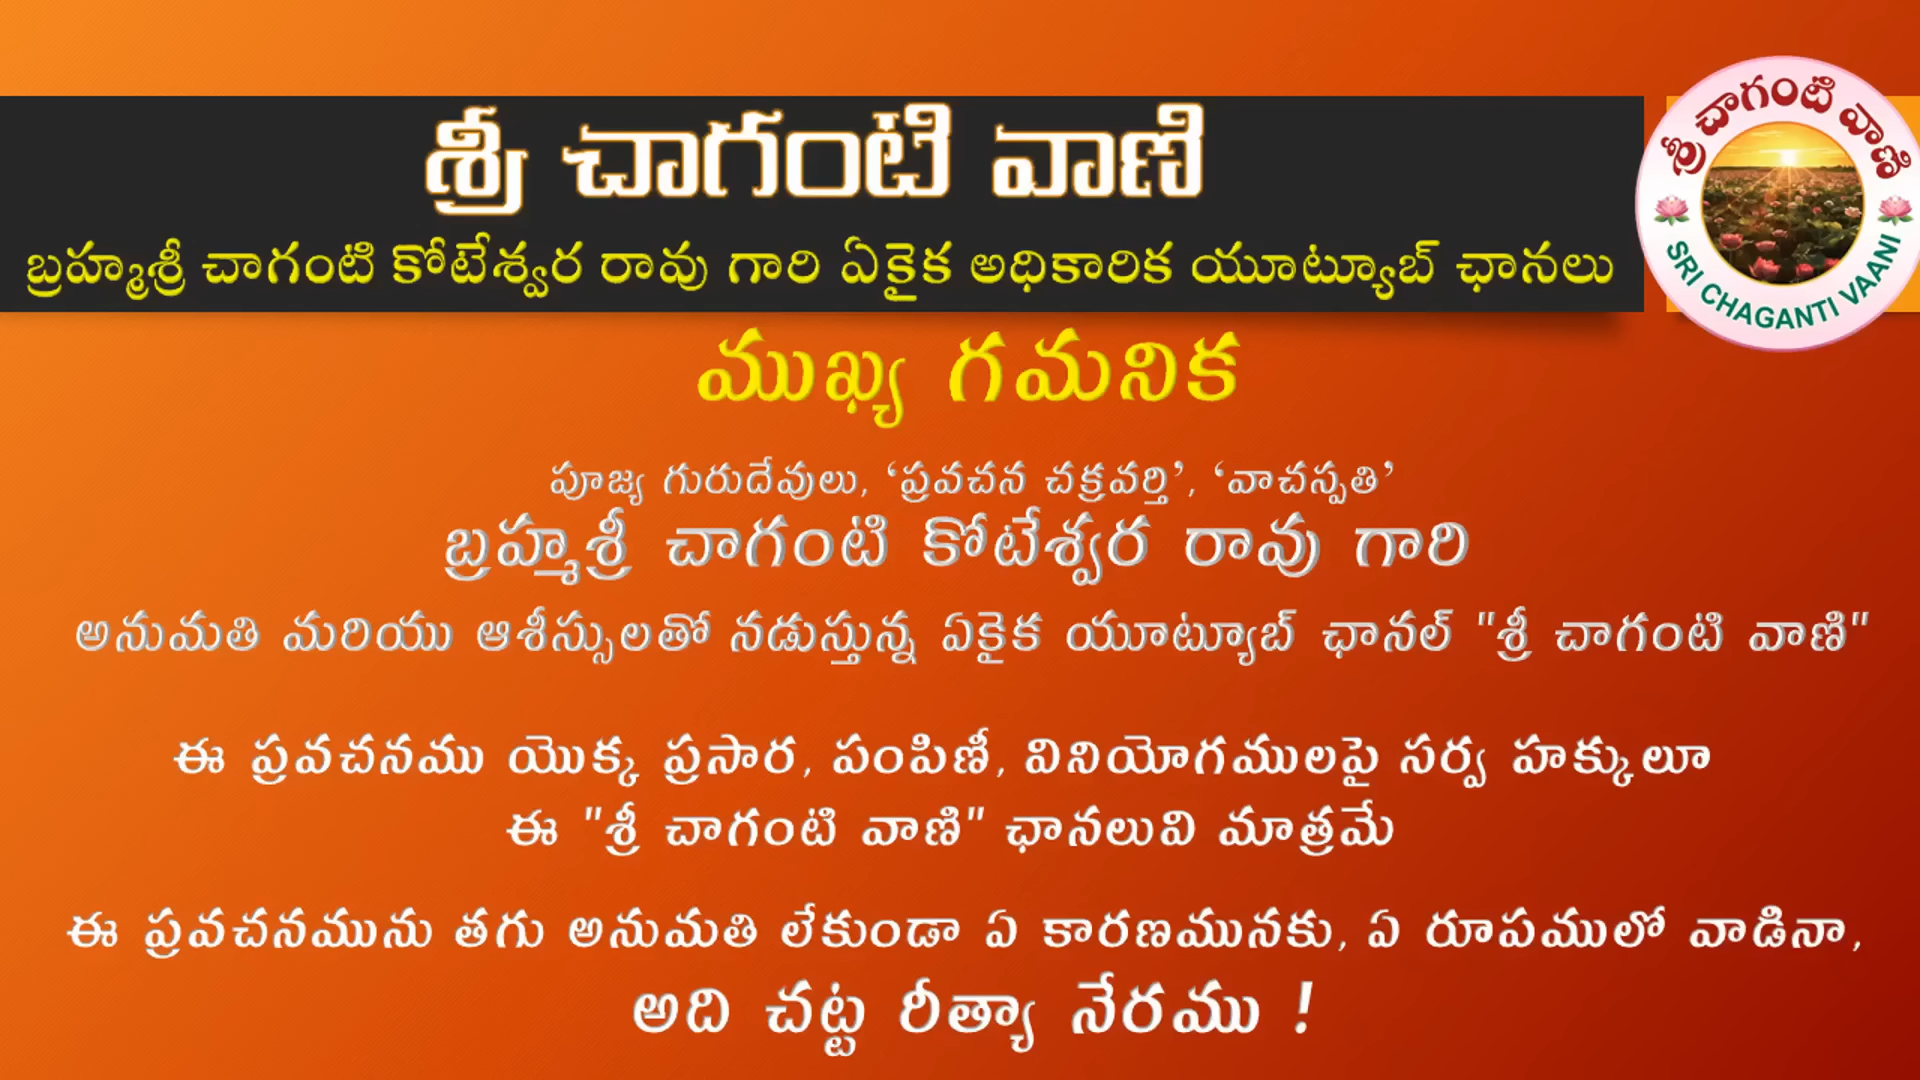 శ్రీ చాగంటి వాణి
బ్రహ్మశ్రీ చాగంటి కోటేశ్వర రావు గారి ఏకైక అధికారిక యూట్యూబ్ ఛానలు
శ్రీ చాగంటి వాణి
SRI CHAGANTI VAANI
ముఖ్య గమనిక
పూజ్య గురుదేవులు, ‘ప్రవచన చక్రవర్తి’, ‘వాచస్పతి’
బ్రహ్మశ్రీ చాగంటి కోటేశ్వర రావు గారి
అనుమతి మరియు ఆశీస్సులతో నడుస్తున్న ఏకైక యూట్యూబ్ ఛానల్ "శ్రీ చాగంటి వాణి"
ఈ ప్రవచనము యొక్క ప్రసార, పంపిణీ, వినియోగములపై సర్వ హక్కులూ
ఈ "శ్రీ చాగంటి వాణి" ఛానలువి మాత్రమే
ఈ ప్రవచనమును తగు అనుమతి లేకుండా ఏ కారణమునకు, ఏ రూపములో వాడినా,
అది చట్ట రీత్యా నేరము !